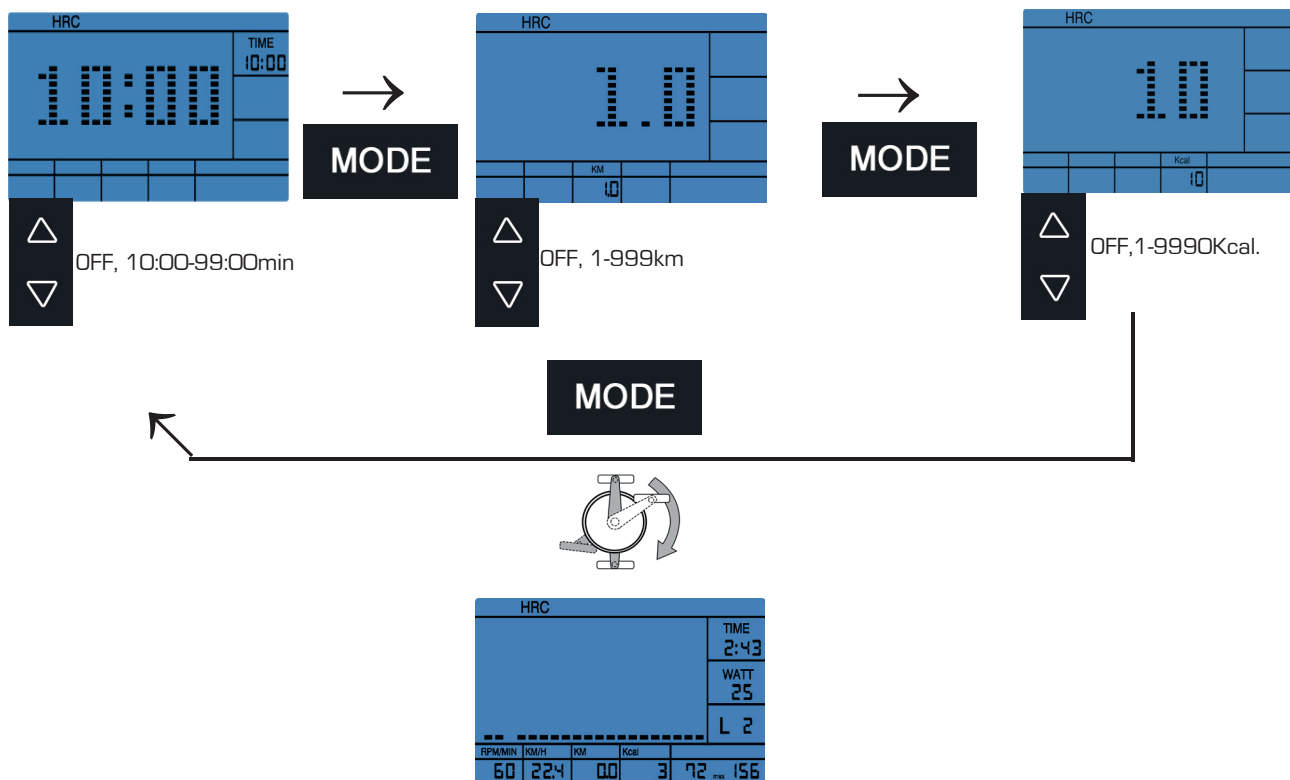 HRC
TIME
10:00
10:00
MODE
OFF, 10:00-99:00min
HRC
1.0
KM
1.0
MODE
OFF, 1-999km
HRC
10
Kcal
10
OFF,1-9990Kcal.
MODE
HRC
TIME
2:43
WATT
25
L 2
RPM/MIN KM/H KM Kcal
60 22.4 0.0 3 72 max 156